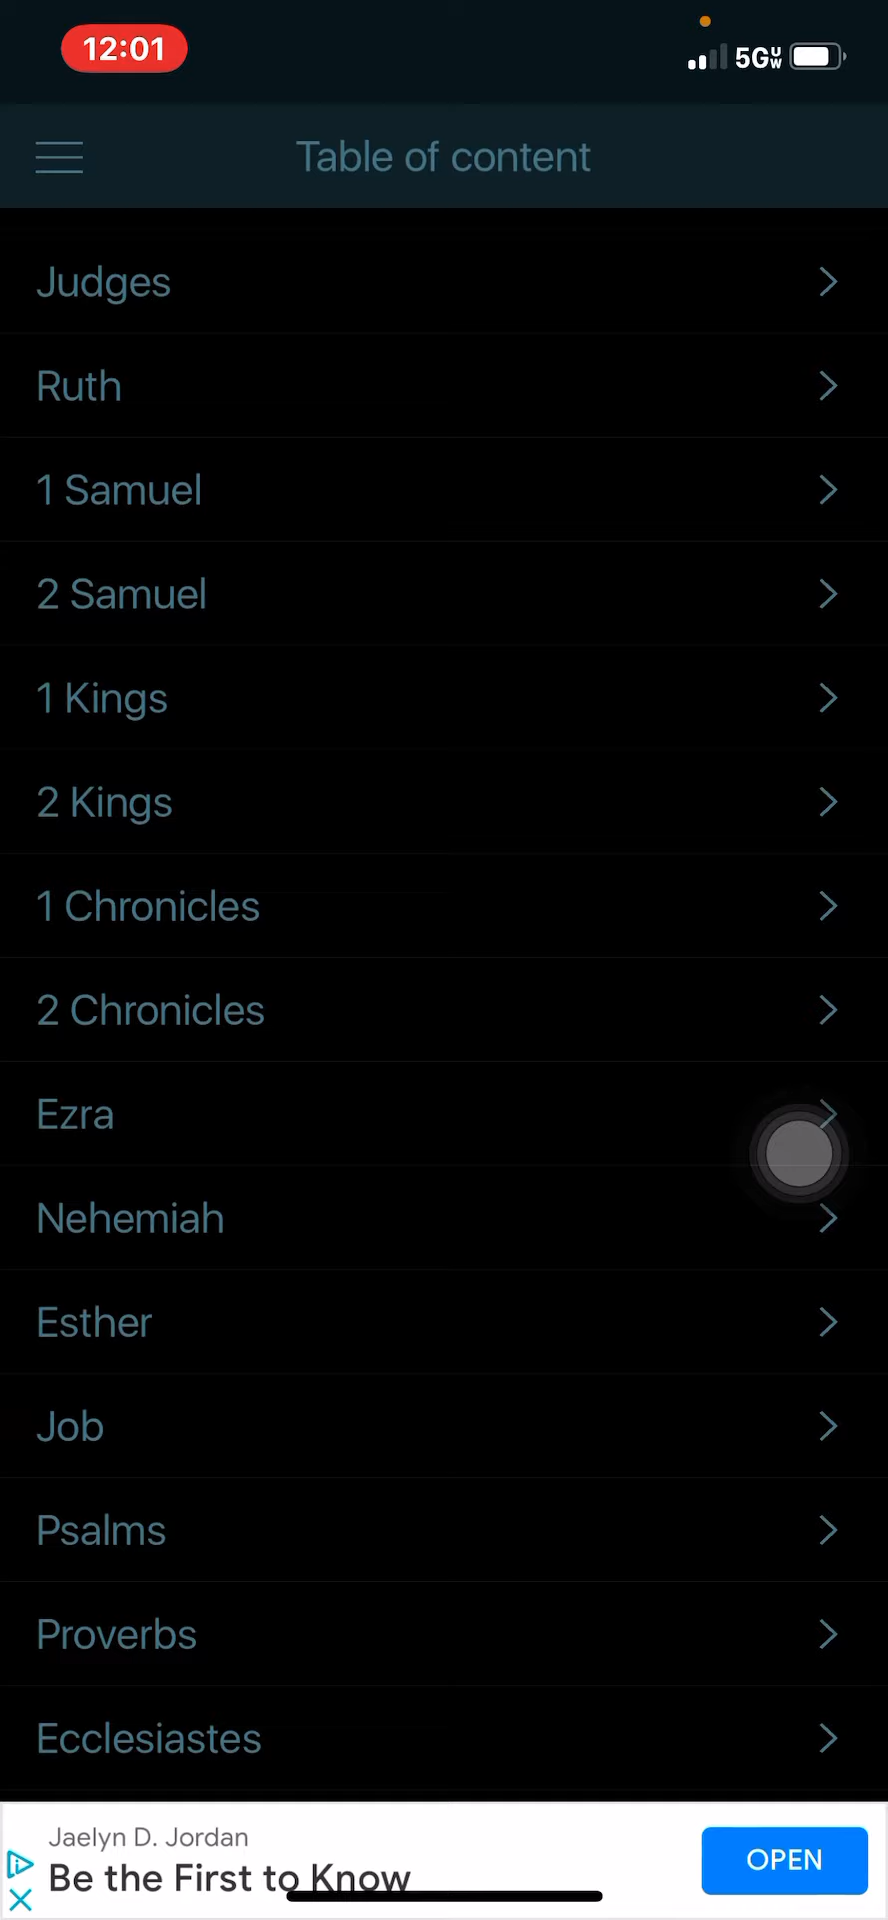 12:01
5G UW
Table of content
Judges
Ruth
1 Samuel
2 Samuel
1 Kings
2 Kings
1 Chronicles
2 Chronicles
Ezra
Nehemiah
Esther
Job
Psalms
Proverbs
Ecclesiastes
Jaelyn D. Jordan
Be the First to Know
OPEN